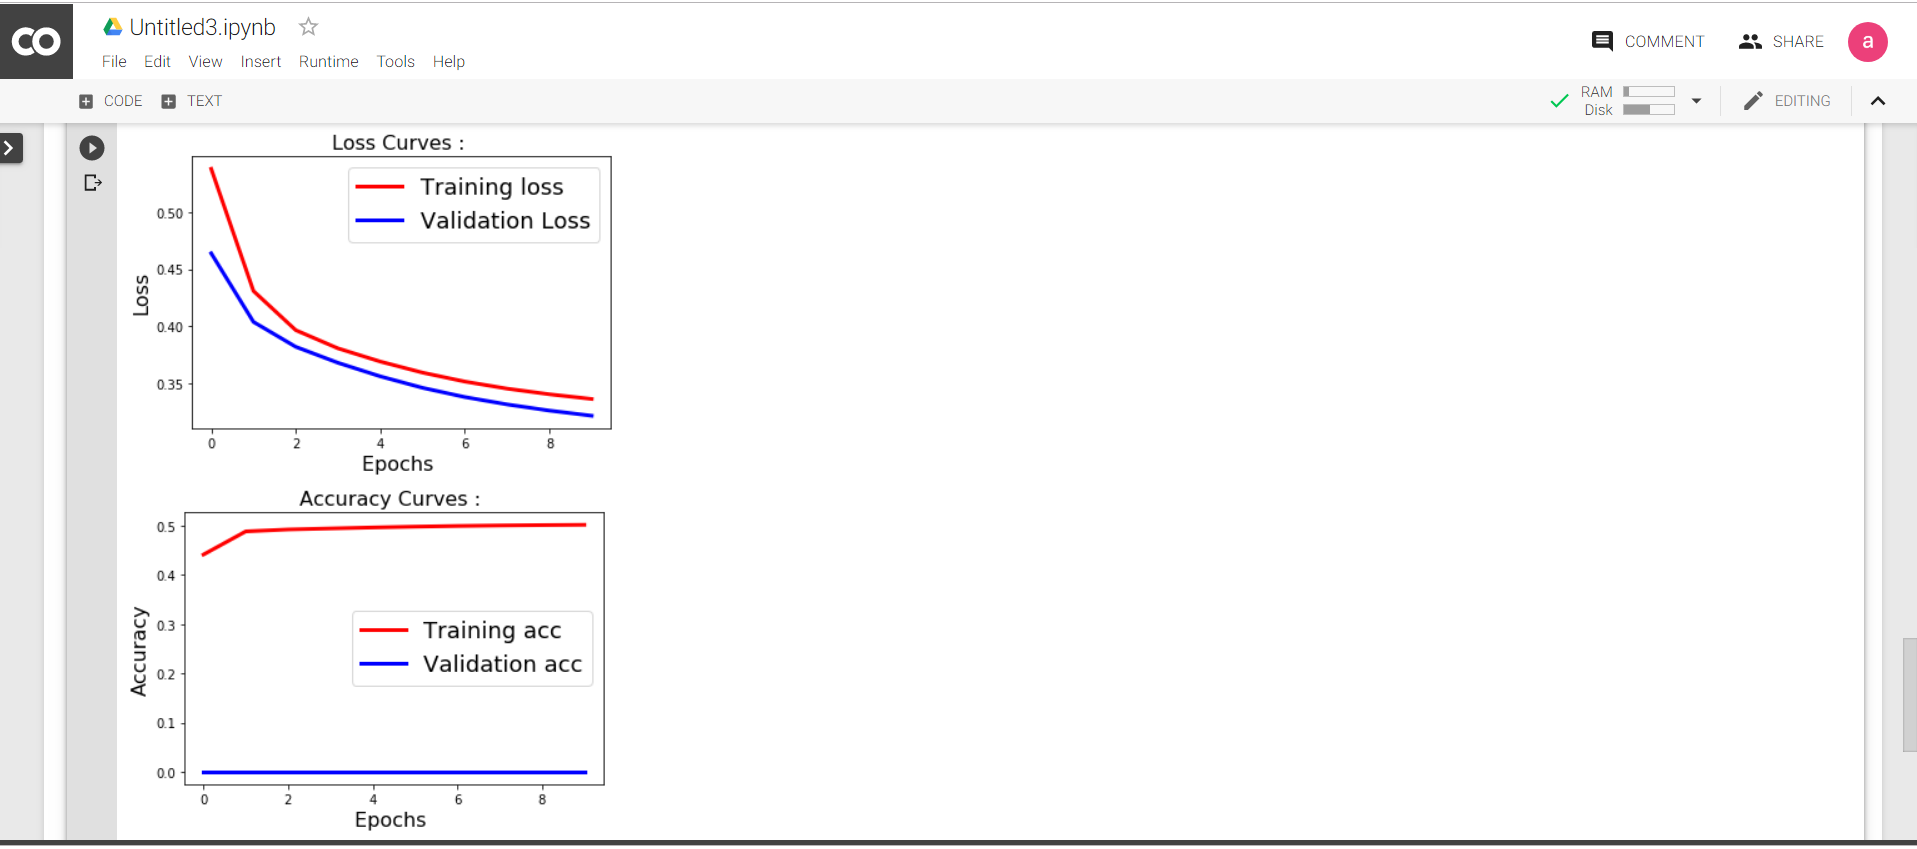 CO
Untitled3.ipynb
File Edit View Insert Runtime Tools Help
COMMENT
SHARE
a
CODE
TEXT
RAM
Disk
EDITING
Loss Curves :
Training loss
Validation Loss
0.50
0.45
0.40
0.35
Loss
0 2 4 6 8
Epochs
Accuracy Curves :
0.5
0.4
0.3
0.2
0.1
0.0
Accuracy
Training acc
Validation acc
0 2 4 6 8
Epochs